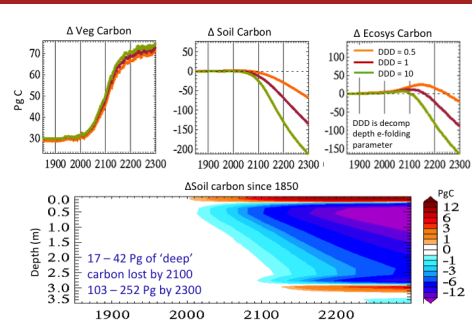 Δ Veg Carbon
Δ Soil Carbon
Δ Ecosys Carbon
Pg C
70
60
50
40
30
1900 2000 2100 2200 2300
50
0
-50
-100
-150
-200
1900 2000 2100 2200 2300
100
50
0
-50
-100
-150
1900 2000 2100 2200 2300
DDD = 0.5
DDD = 1
DDD = 10
DDD is decomp
depth e-folding
parameter
ΔSoil carbon since 1850
Depth (m)
0.0
0.5
1.0
1.5
2.0
2.5
3.0
3.5
17 – 42 Pg of ‘deep’
carbon lost by 2100
103 – 252 Pg by 2300
1900 2000 2100 2200
PgC
12
6
3
1
0
-1
-3
-6
-12